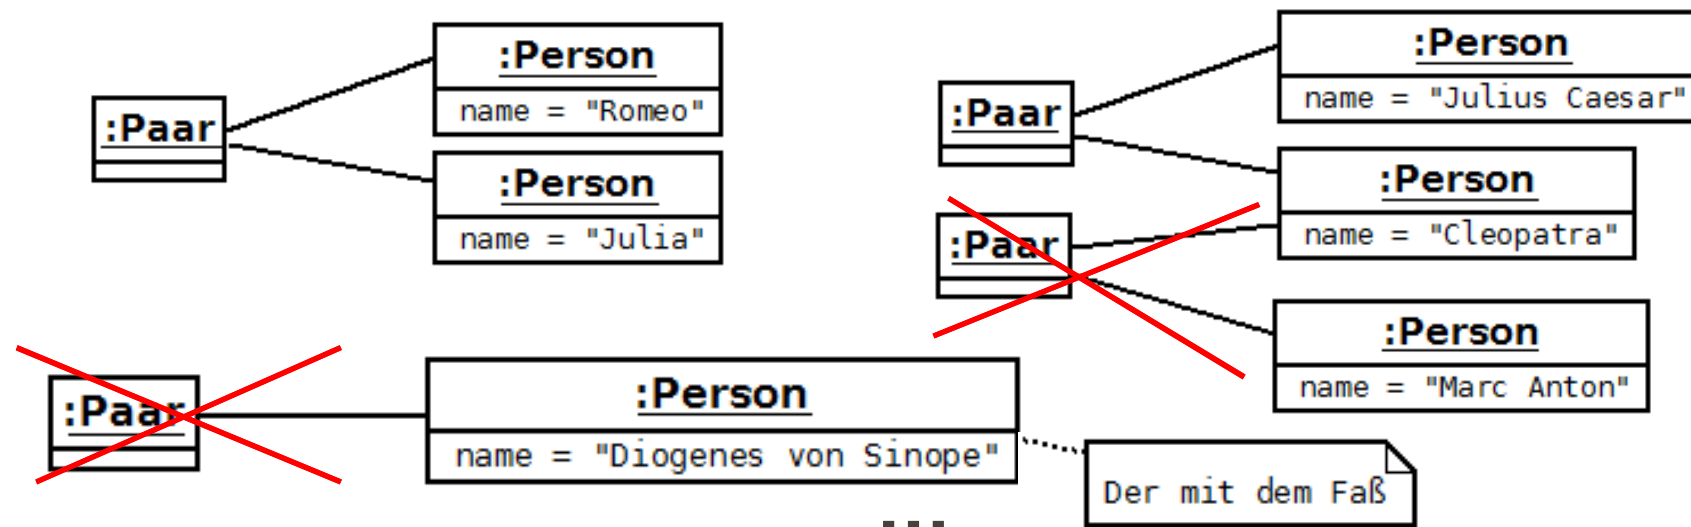 :Paar
:Person
name = "Romeo"
:Person
name = "Julia"
:Paar
:Person
name = "Julius Caesar"
:Person
name = "Cleopatra"
:Paar
:Person
name = "Marc Anton"
:Paar
:Person
name = "Diogenes von Sinope"
Der mit dem Faß
...